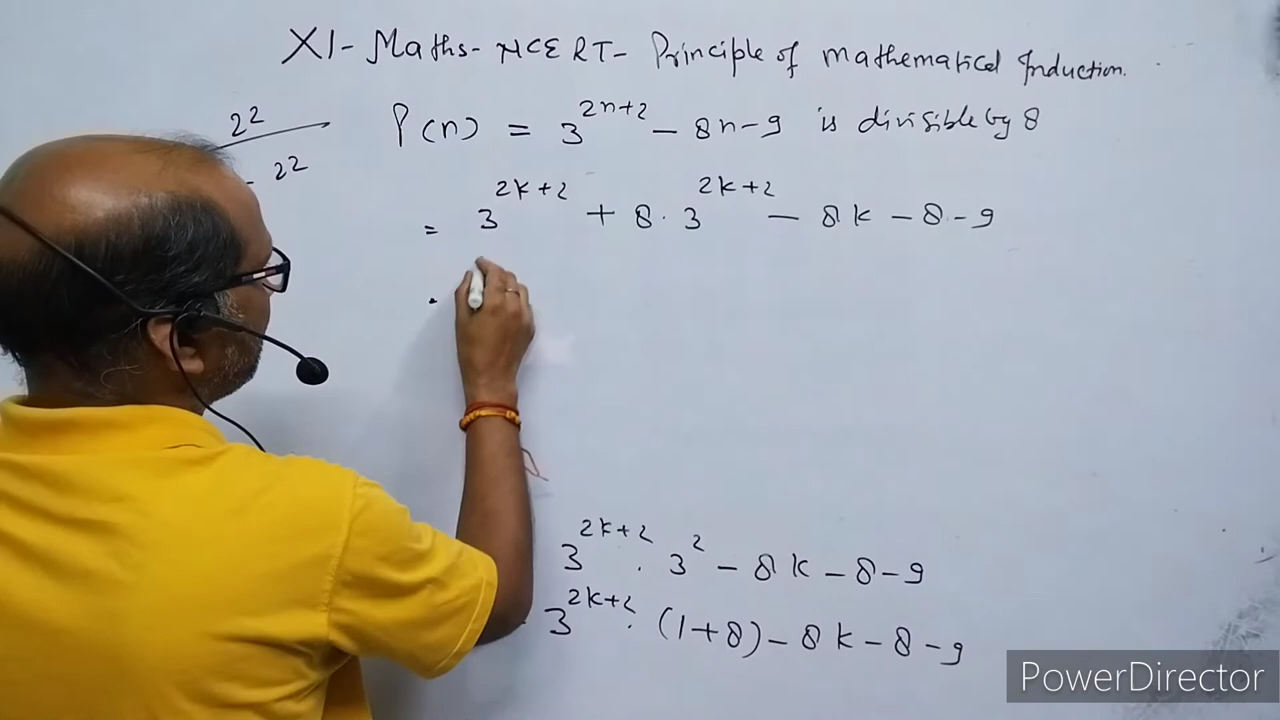 XI- Maths- NCERT- Principle of mathematical Induction.
2² 
P(n) = 3^{2n+2} - 8n-9 is divisible by 8
- 2²
= 3^{2k+2} + 8·3^{2k+2} - 8k - 8 - 9
3^{2k+2} · 3² - 8k - 8 - 9
3^{2k+2} · (1+8) - 8k - 8 - 9
PowerDirector